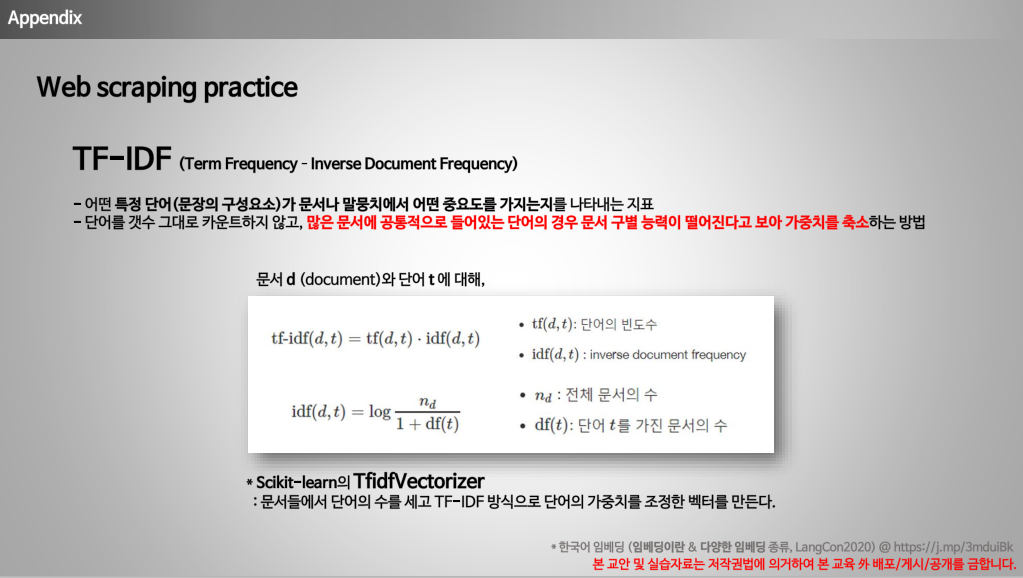 Appendix
Web scraping practice
TF-IDF (Term Frequency - Inverse Document Frequency)
- 어떤 특정 단어(문장의 구성요소)가 문서나 말뭉치에서 어떤 중요도를 가지는지를 나타내는 지표
- 단어를 갯수 그대로 카운트하지 않고, 많은 문서에 공통적으로 들어있는 단어의 경우 문서 구별 능력이 떨어진다고 보아 가중치를 축소하는 방법
문서 d (document)와 단어 t 에 대해,
tf-idf(d, t) = tf(d, t) · idf(d, t)
• tf(d, t): 단어의 빈도수
• idf(d, t) : inverse document frequency
idf(d, t) = log n_d / (1 + df(t))
• n_d : 전체 문서의 수
• df(t): 단어 t를 가진 문서의 수
* Scikit-learn의 TfidfVectorizer
: 문서들에서 단어의 수를 세고 TF-IDF 방식으로 단어의 가중치를 조정한 벡터를 만든다.
* 한국어 임베딩 (임베딩이란 & 다양한 임베딩 종류, LangCon2020) @ https://j.mp/3mduiBk
본 교안 및 실습자료는 저작권법에 의거하여 본 교육 외 배포/게시/공개를 금합니다.